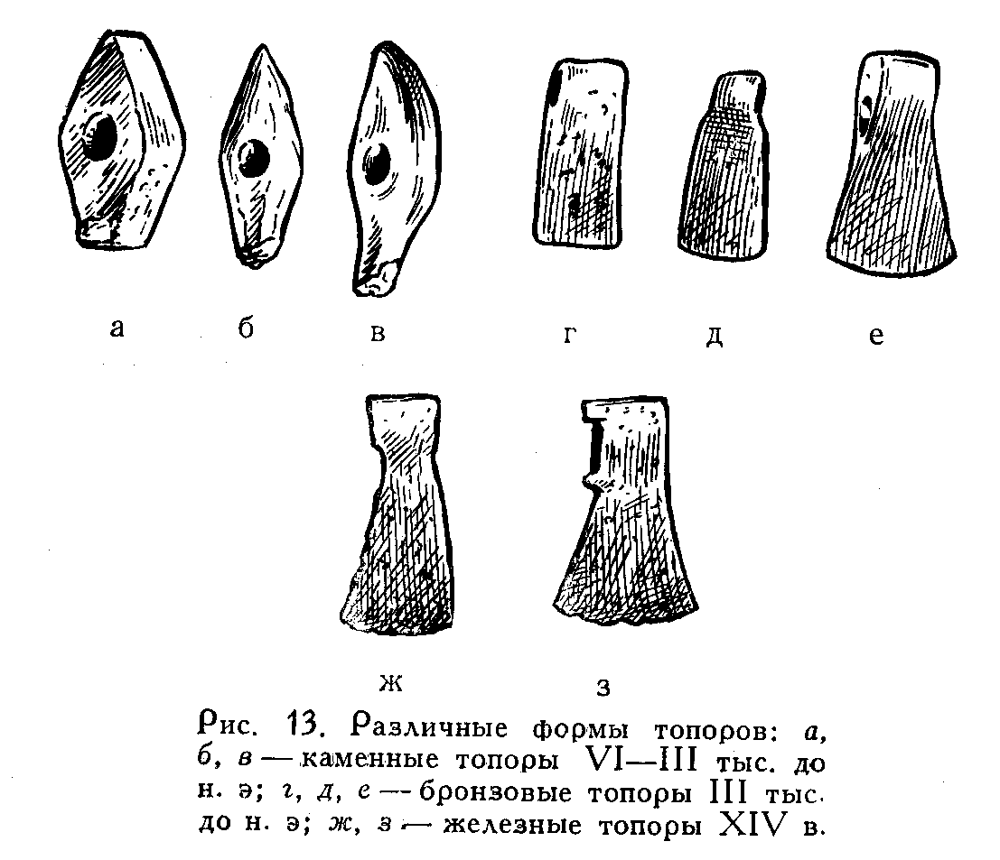 а б в г д е
ж з
Рис. 13. Различные формы топоров: а,
б, в — каменные топоры VI—III тыс. до
н. э; г, д, е — бронзовые топоры III тыс.
до н. э; ж, з — железные топоры XIV в.